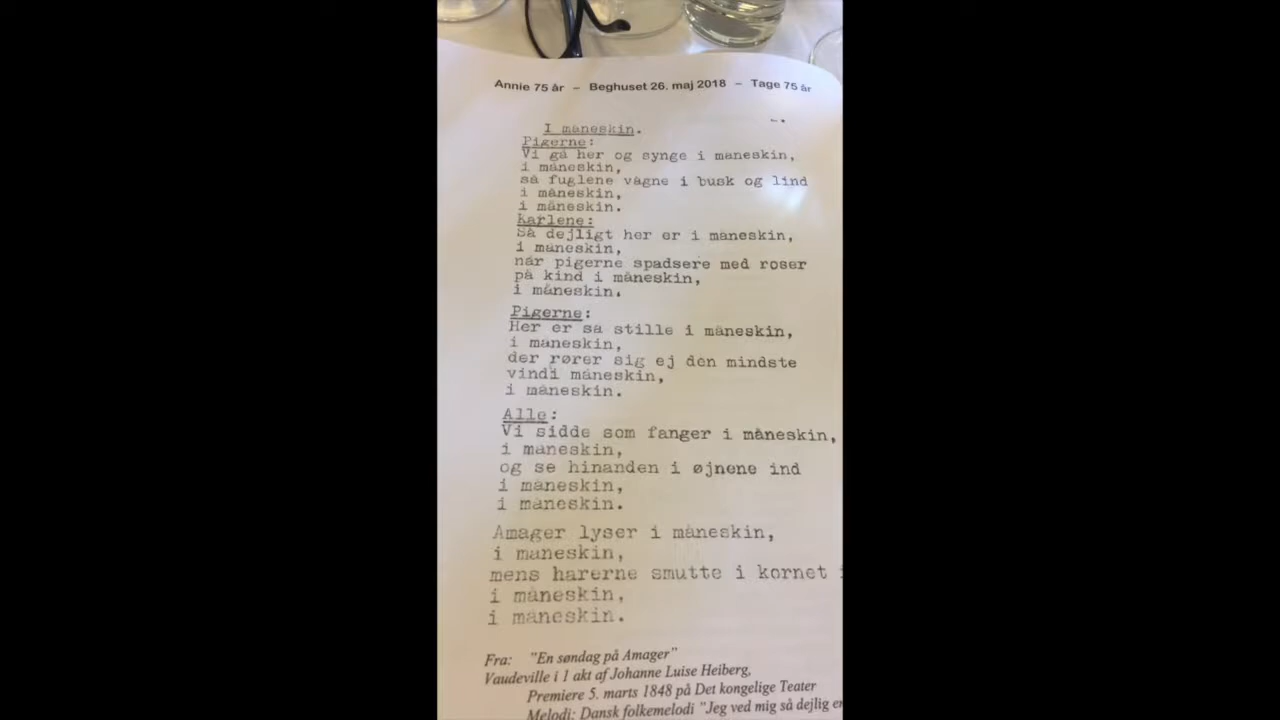 Annie 75 år – Beghuset 26. maj 2018 – Tage 75 år
I måneskin.
Pigerne:
Vi gå her og synge i måneskin,
i måneskin,
så fuglene vågne i busk og lind
i måneskin,
i måneskin.
Karlene:
Så dejligt her er i måneskin,
i måneskin,
når pigerne spadsere med roser
på kind i måneskin,
i måneskin.
Pigerne:
Her er så stille i måneskin,
i måneskin,
der rører sig ej den mindste
vindi måneskin,
i måneskin.
Alle:
Vi sidde som fanger i måneskin,
i måneskin,
og se hinanden i øjnene ind
i måneskin,
i måneskin.
Amager lyser i måneskin,
i måneskin,
mens harerne smutte i kornet
i måneskin,
i måneskin.
Fra: "En søndag på Amager"
Vaudeville i 1 akt af Johanne Luise Heiberg,
Premiere 5. marts 1848 på Det kongelige Teater
Melodi: Dansk folkemelodi "Jeg ved mig så dejlig